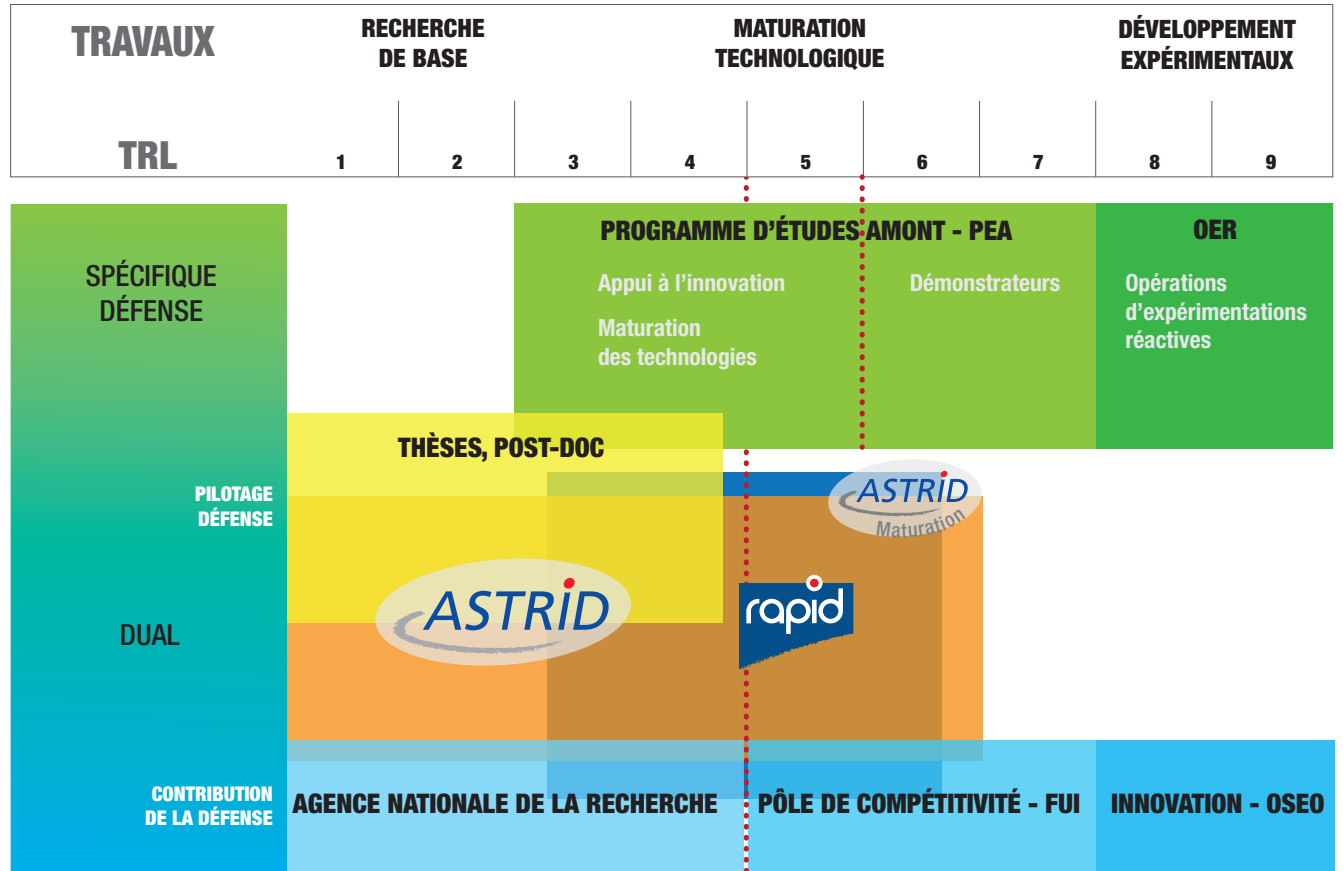 TRAVAUX
RECHERCHE
DE BASE
MATURATION
TECHNOLOGIQUE
DÉVELOPPEMENT
EXPÉRIMENTAUX
TRL
1 2 3 4 5 6 7 8 9
SPÉCIFIQUE
DÉFENSE
PROGRAMME D'ÉTUDES AMONT - PEA
Appui à l'innovation
Maturation
des technologies
Démonstrateurs
OER
Opérations
d'expérimentations
réactives
THÈSES, POST-DOC
PILOTAGE
DÉFENSE
ASTRiD
Maturation
ASTRiD
rapid
DUAL
CONTRIBUTION
DE LA DÉFENSE
AGENCE NATIONALE DE LA RECHERCHE
PÔLE DE COMPÉTITIVITÉ - FUI
INNOVATION - OSEO